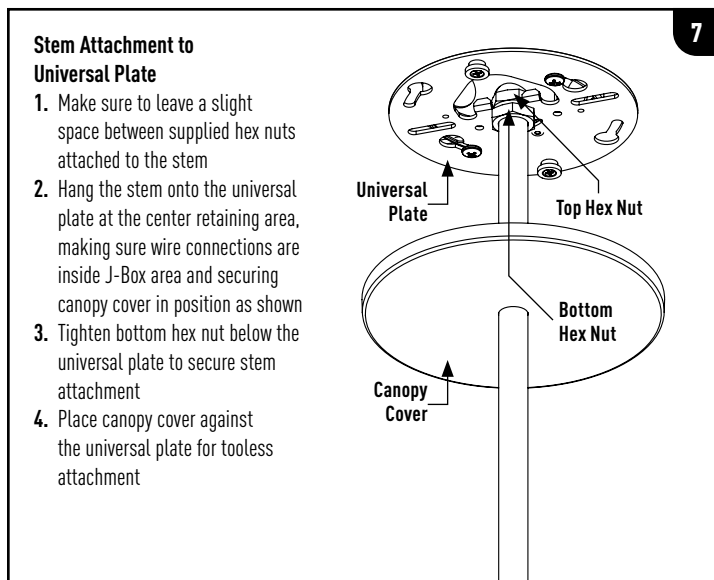 7
Stem Attachment to
Universal Plate
1. Make sure to leave a slight
space between supplied hex nuts
attached to the stem
2. Hang the stem onto the universal
plate at the center retaining area,
making sure wire connections are
inside J-Box area and securing
canopy cover in position as shown
3. Tighten bottom hex nut below the
universal plate to secure stem
attachment
4. Place canopy cover against
the universal plate for tooless
attachment
Universal
Plate
Top Hex Nut
Bottom
Hex Nut
Canopy
Cover